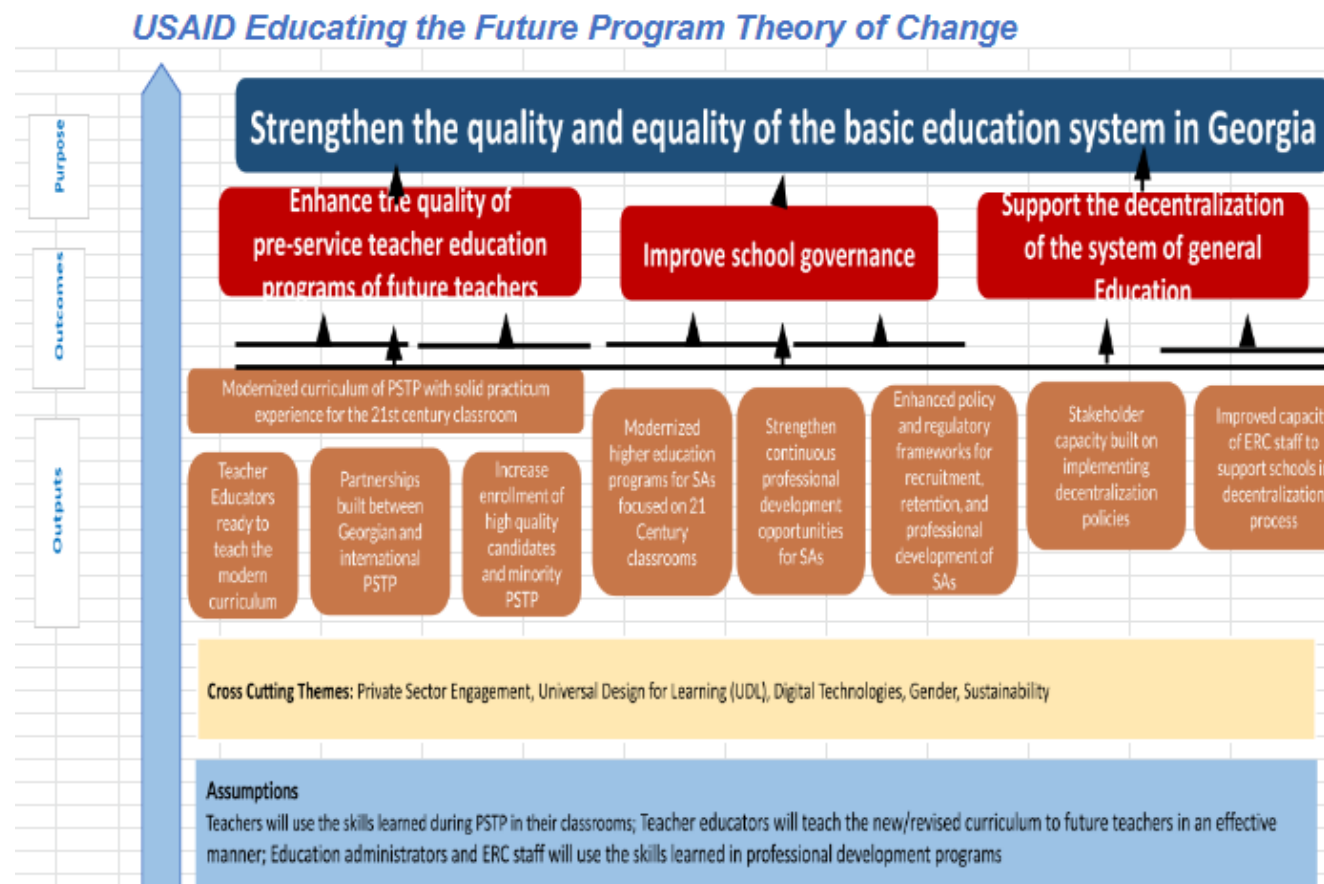 USAID Educating the Future Program Theory of Change
Purpose
Strengthen the quality and equality of the basic education system in Georgia
Outcomes
Enhance the quality of
pre-service teacher education
programs of future teachers
Improve school governance
Support the decentralization
of the system of general
Education
Outputs
Modernized curriculum of PSTP with solid practicum
experience for the 21st century classroom
Teacher
Educators
ready to
teach the
modern
curriculum
Partnerships
built between
Georgian and
international
PSTP
Increase
enrollment of
high quality
candidates
and minority
PSTP
Modernized
higher education
programs for SAs
focused on 21
Century
classrooms
Strengthen
continuous
professional
development
opportunities
for SAs
Enhanced policy
and regulatory
frameworks for
recruitment,
retention, and
professional
development of
SAs
Stakeholder
capacity built on
implementing
decentralization
policies
Improved capacit
of ERC staff to
support schools i
decentralization
process
Cross Cutting Themes: Private Sector Engagement, Universal Design for Learning (UDL), Digital Technologies, Gender, Sustainability
Assumptions
Teachers will use the skills learned during PSTP in their classrooms; Teacher educators will teach the new/revised curriculum to future teachers in an effective
manner; Education administrators and ERC staff will use the skills learned in professional development programs